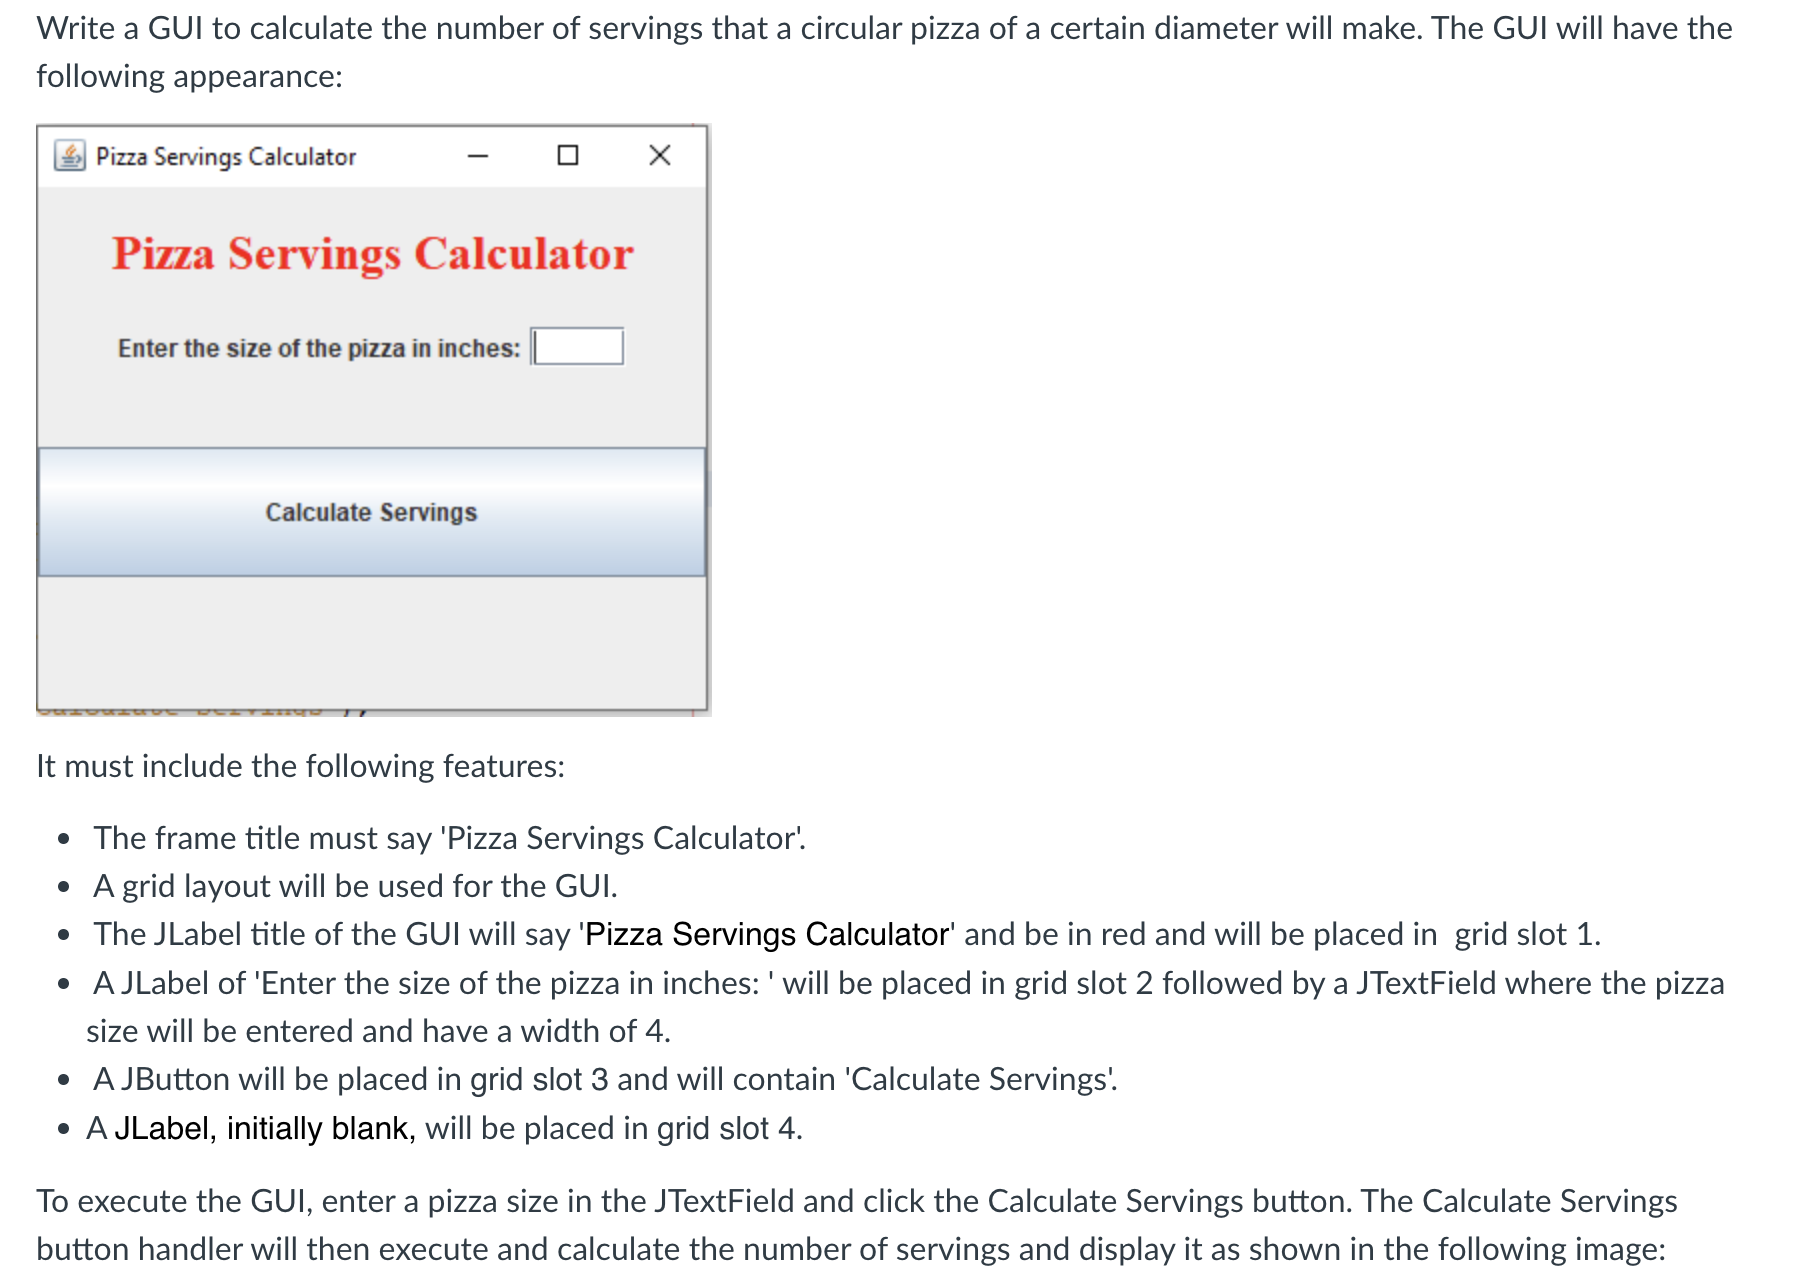 Write a GUI to calculate the number of servings that a circular pizza of a certain diameter will make. The GUI will have the
following appearance:
Pizza Servings Calculator
Pizza Servings Calculator
Enter the size of the pizza in inches:
Calculate Servings
It must include the following features:
• The frame title must say 'Pizza Servings Calculator'.
• A grid layout will be used for the GUI.
• The JLabel title of the GUI will say 'Pizza Servings Calculator' and be in red and will be placed in grid slot 1.
• A JLabel of 'Enter the size of the pizza in inches: ' will be placed in grid slot 2 followed by a JTextField where the pizza
size will be entered and have a width of 4.
• A JButton will be placed in grid slot 3 and will contain 'Calculate Servings'.
• A JLabel, initially blank, will be placed in grid slot 4.
To execute the GUI, enter a pizza size in the JTextField and click the Calculate Servings button. The Calculate Servings
button handler will then execute and calculate the number of servings and display it as shown in the following image: